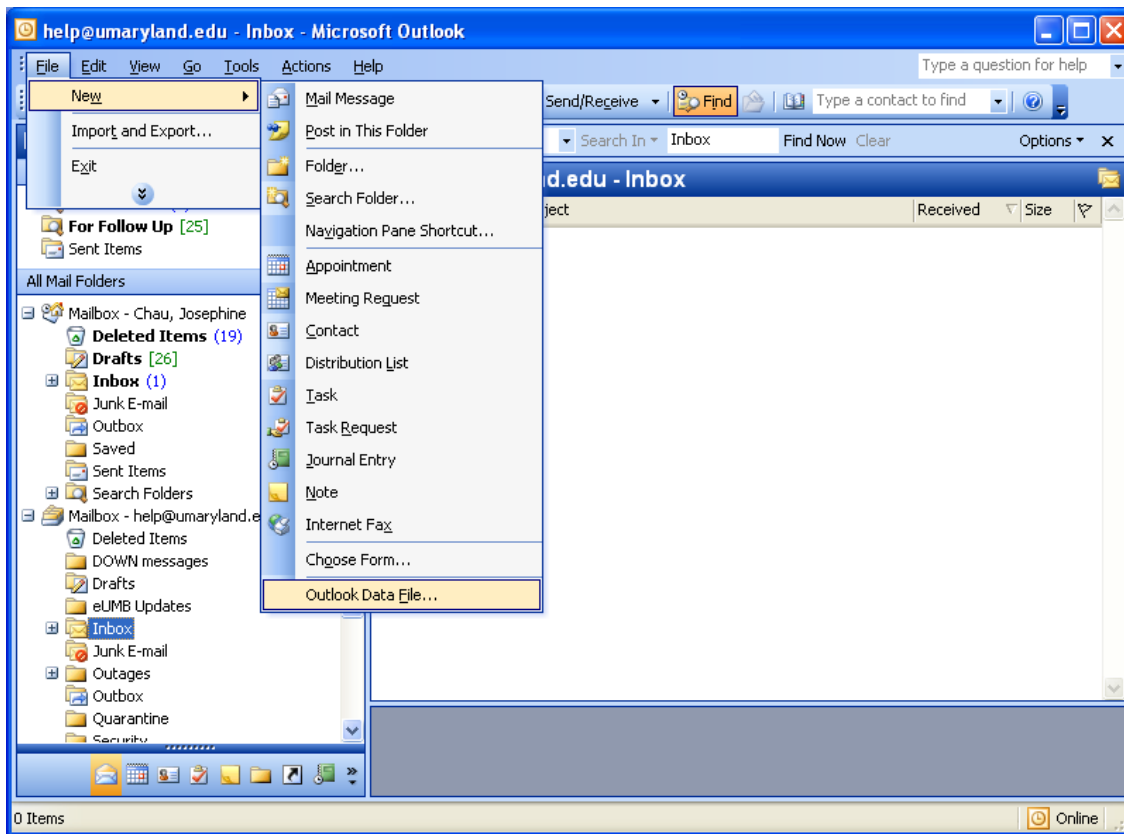 help@umaryland.edu - Inbox - Microsoft Outlook
File Edit View Go Tools Actions Help Type a question for help
New Mail Message Send/Receive Find Type a contact to find
Import and Export... Post in This Folder Search In Inbox Find Now Clear Options
Exit Folder... d.edu - Inbox
Search Folder... ject Received Size
For Follow Up [25] Navigation Pane Shortcut...
Sent Items
All Mail Folders Appointment
Mailbox - Chau, Josephine Meeting Request
Deleted Items (19) Contact
Drafts [26] Distribution List
Inbox (1)
Junk E-mail Task
Outbox Task Request
Saved
Sent Items Journal Entry
Search Folders Note
Mailbox - help@umaryland.e Internet Fax
Deleted Items
DOWN messages Choose Form...
Drafts
eUMB Updates Outlook Data File...
Inbox
Junk E-mail
Outages
Outbox
Quarantine
Security
0 Items Online